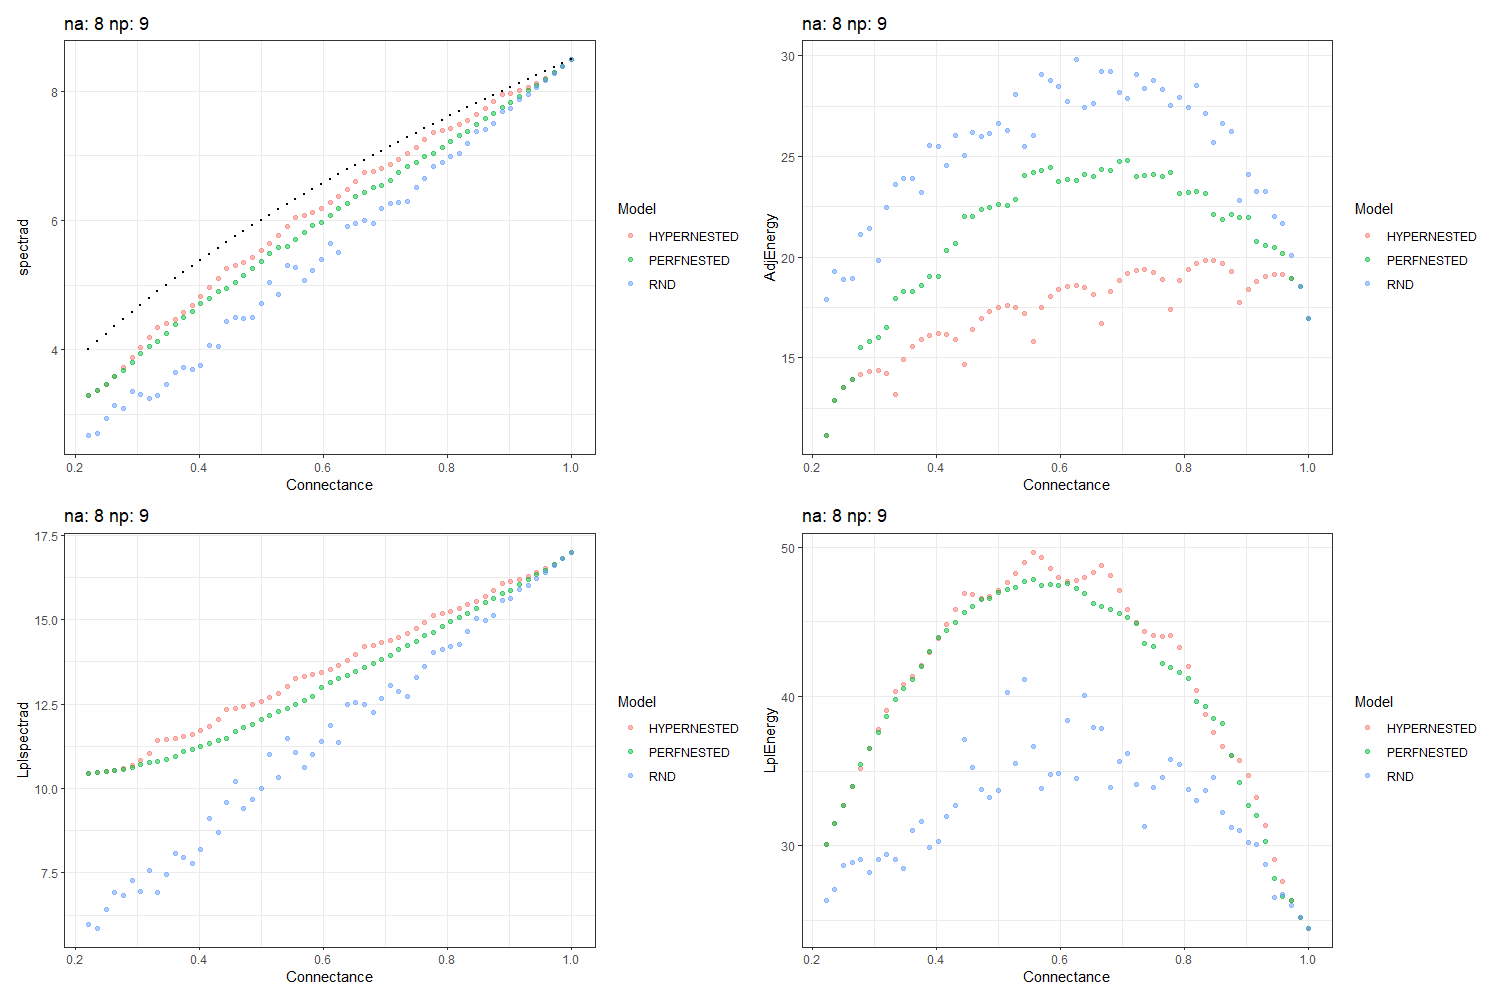 na: 8 np: 9
spectrad
8
6
4
0.2 0.4 0.6 0.8 1.0
Connectance
Model
HYPERNESTED
PERFNESTED
RND
na: 8 np: 9
AdjEnergy
30
25
20
15
0.2 0.4 0.6 0.8 1.0
Connectance
Model
HYPERNESTED
PERFNESTED
RND
na: 8 np: 9
Lplspectrad
17.5
15.0
12.5
10.0
7.5
0.2 0.4 0.6 0.8 1.0
Connectance
Model
HYPERNESTED
PERFNESTED
RND
na: 8 np: 9
LplEnergy
50
40
30
0.2 0.4 0.6 0.8 1.0
Connectance
Model
HYPERNESTED
PERFNESTED
RND